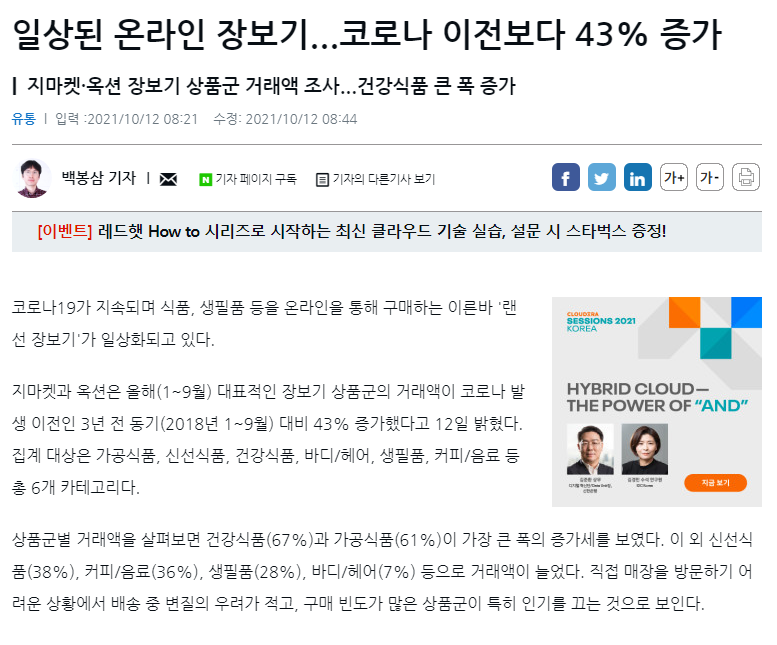 일상된 온라인 장보기...코로나 이전보다 43% 증가
지마켓·옥션 장보기 상품군 거래액 조사...건강식품 큰 폭 증가
유통 | 입력 :2021/10/12 08:21 수정: 2021/10/12 08:44
백봉삼 기자 | N 기자 페이지 구독 기자의 다른기사 보기 f in 가+ 가-
[이벤트] 레드햇 How to 시리즈로 시작하는 최신 클라우드 기술 실습, 설문 시 스타벅스 증정!
코로나19가 지속되며 식품, 생필품 등을 온라인을 통해 구매하는 이른바 '랜
선 장보기'가 일상화되고 있다.
지마켓과 옥션은 올해(1~9월) 대표적인 장보기 상품군의 거래액이 코로나 발
생 이전인 3년 전 동기(2018년 1~9월) 대비 43% 증가했다고 12일 밝혔다.
집계 대상은 가공식품, 신선식품, 건강식품, 바디/헤어, 생필품, 커피/음료 등
총 6개 카테고리다.
CLOUDERA
SESSIONS 2021
KOREA
HYBRID CLOUD—
THE POWER OF “AND”
지금 보기
상품군별 거래액을 살펴보면 건강식품(67%)과 가공식품(61%)이 가장 큰 폭의 증가세를 보였다. 이 외 신선식
품(38%), 커피/음료(36%), 생필품(28%), 바디/헤어(7%) 등으로 거래액이 늘었다. 직접 매장을 방문하기 어
려운 상황에서 배송 중 변질의 우려가 적고, 구매 빈도가 많은 상품군이 특히 인기를 끄는 것으로 보인다.